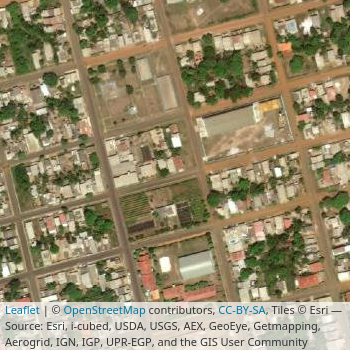 Leaflet | © OpenStreetMap contributors, CC-BY-SA, Tiles © Esri —
Source: Esri, i-cubed, USDA, USGS, AEX, GeoEye, Getmapping,
Aerogrid, IGN, IGP, UPR-EGP, and the GIS User Community